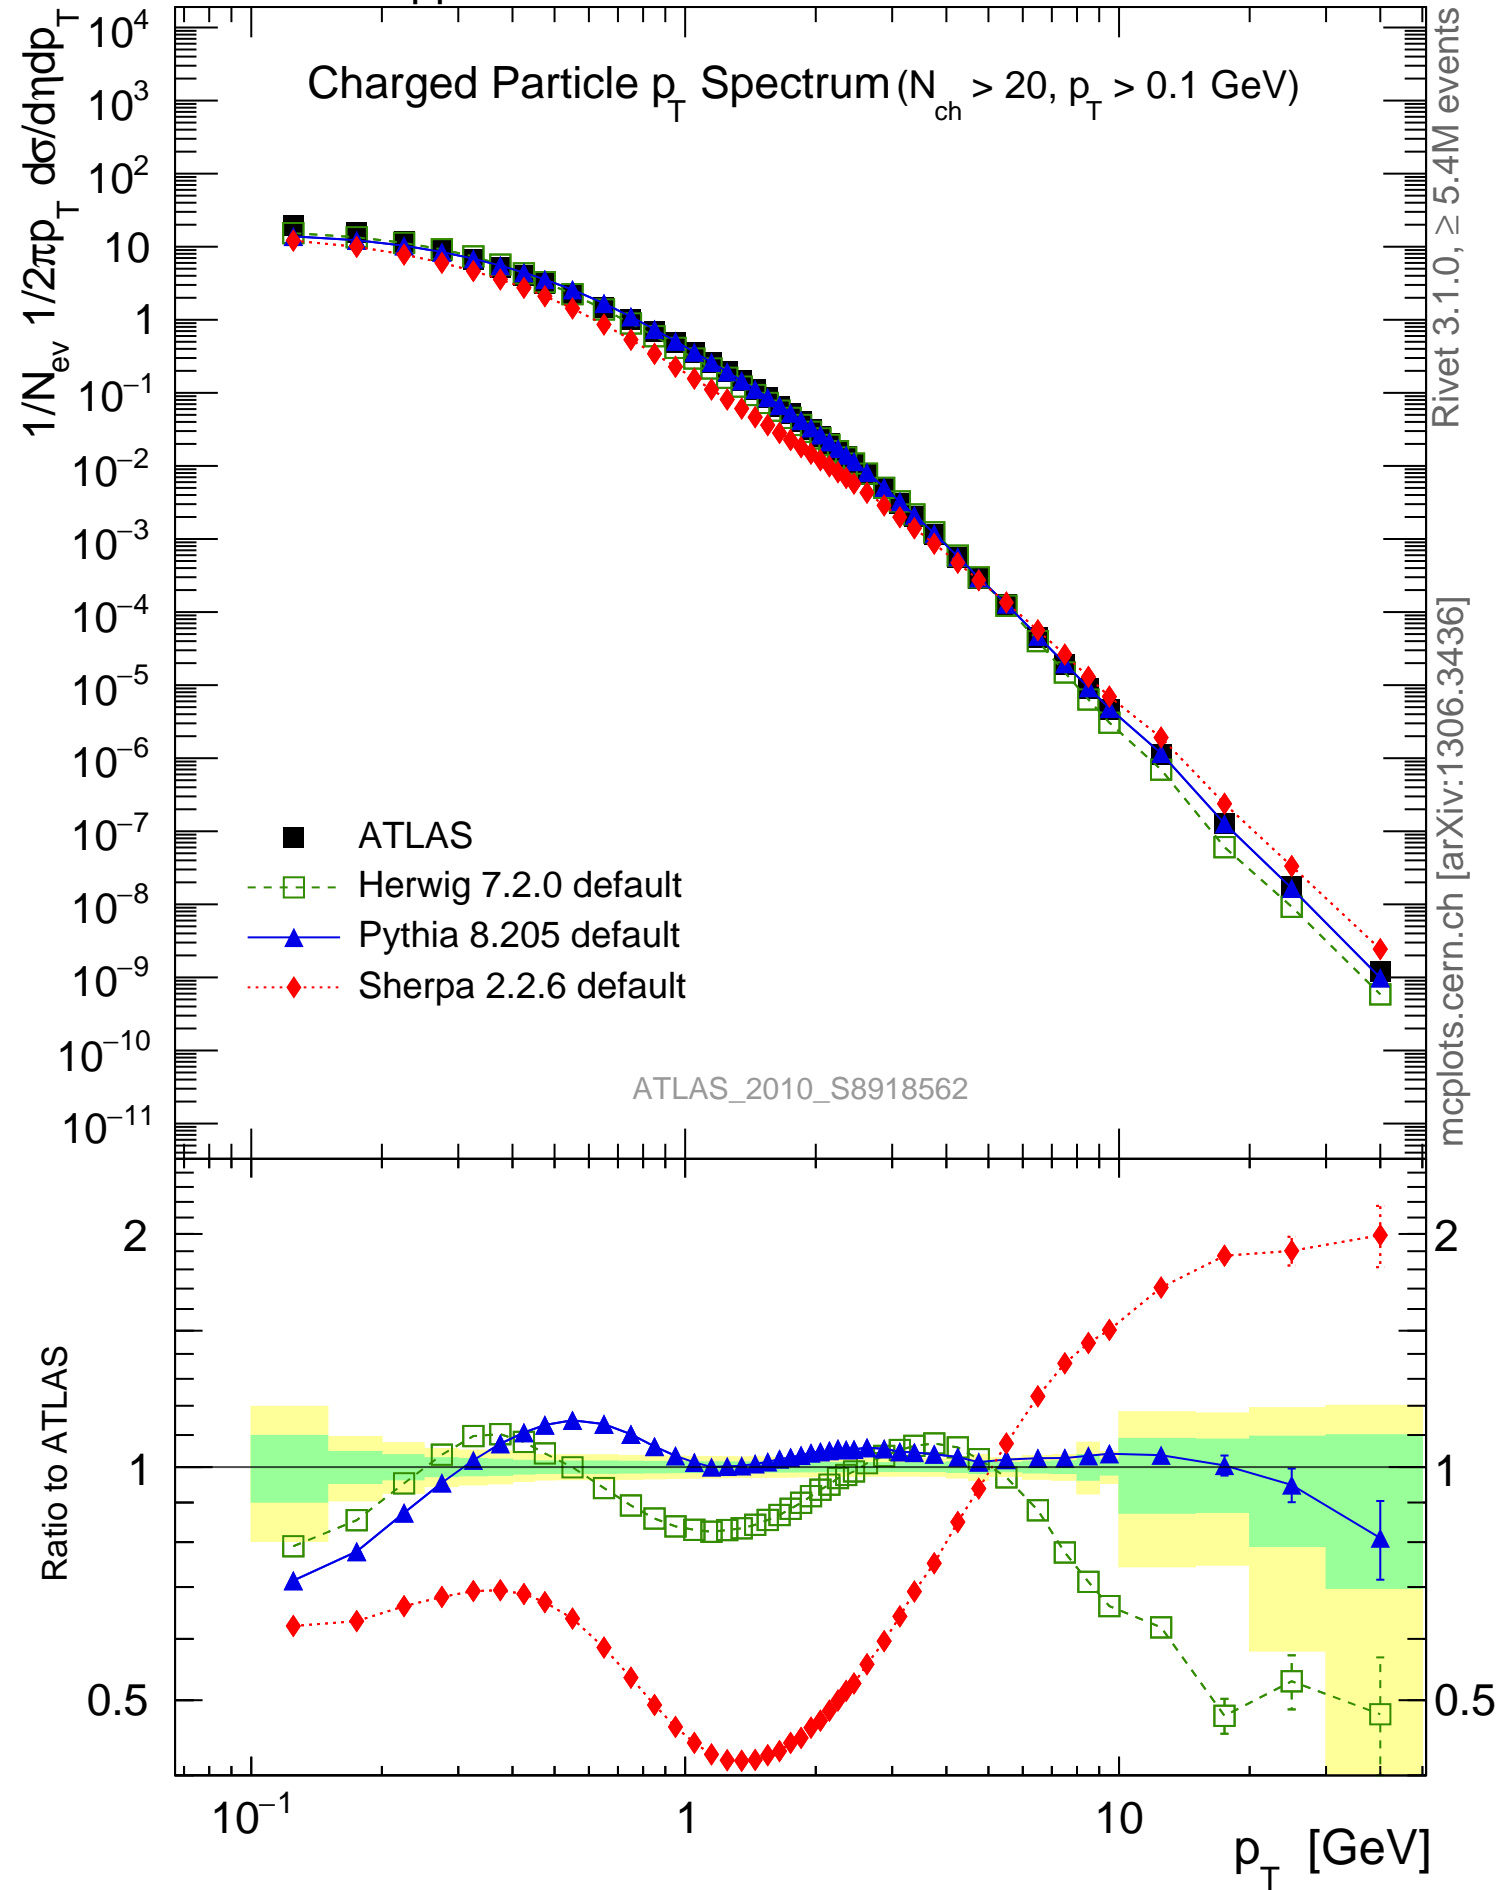 Charged Particle p_T Spectrum (N_ch > 20, p_T > 0.1 GeV)
1/N_ev 1/2πp_T dσ/dηdp_T
10^4
10^3
10^2
10
1
10^−1
10^−2
10^−3
10^−4
10^−5
10^−6
10^−7
10^−8
10^−9
10^−10
10^−11
ATLAS
Herwig 7.2.0 default
Pythia 8.205 default
Sherpa 2.2.6 default
ATLAS_2010_S8918562
Rivet 3.1.0, ≥ 5.4M events
mcplots.cern.ch [arXiv:1306.3436]
Ratio to ATLAS
2
1
0.5
2
1
0.5
10^−1
1
10
p_T [GeV]